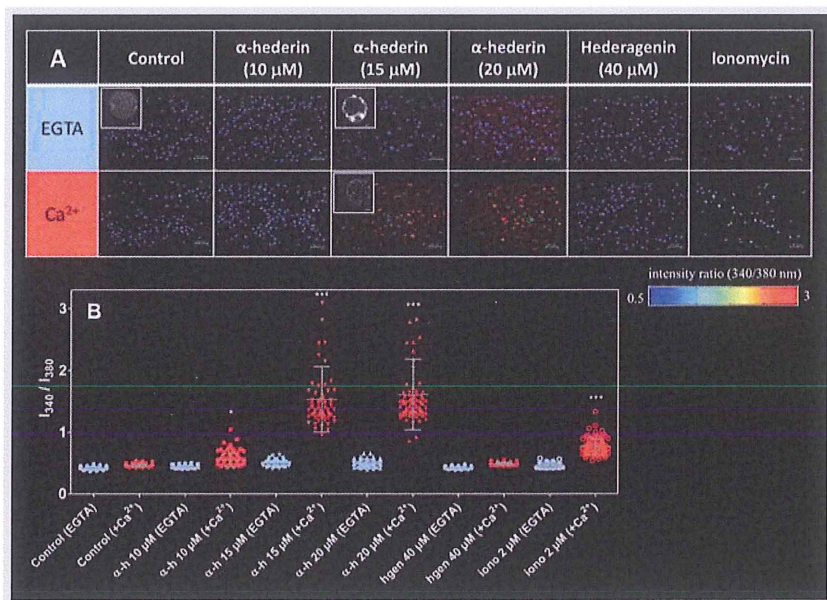 A
Control
α-hederin
(10 μM)
α-hederin
(15 μM)
α-hederin
(20 μM)
Hederagenin
(40 μM)
Ionomycin
EGTA
Ca²⁺
intensity ratio (340/380 nm)
0.5
3
B
I₃₄₀ / I₃₈₀
3
2
1
0
*
***
***
***
Control (EGTA)
Control (+Ca²⁺)
α-h 10 μM (EGTA)
α-h 10 μM (+Ca²⁺)
α-h 15 μM (EGTA)
α-h 15 μM (+Ca²⁺)
α-h 20 μM (EGTA)
α-h 20 μM (+Ca²⁺)
hgen 40 μM (EGTA)
hgen 40 μM (+Ca²⁺)
iono 2 μM (EGTA)
iono 2 μM (+Ca²⁺)